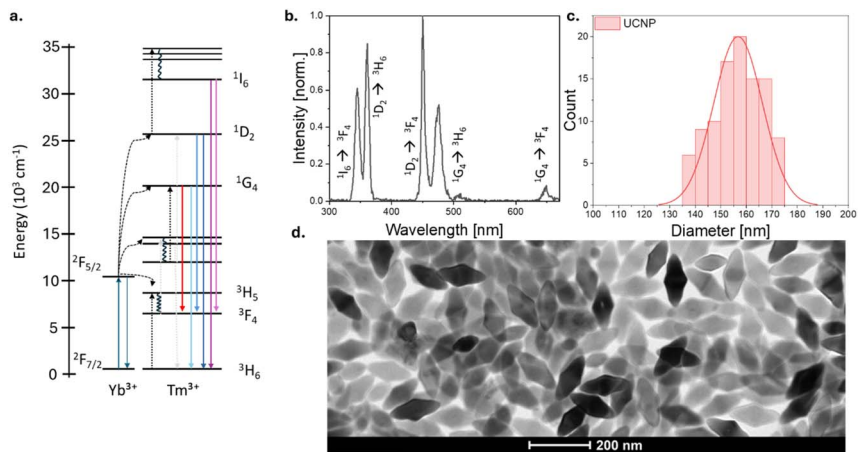 a.
35
30
25
20
15
10
5
0
Energy (10³ cm⁻¹)
¹I₆
¹D₂
¹G₄
²F₅/₂
³H₅
³F₄
²F₇/₂
³H₆
Yb³⁺ Tm³⁺
b.
1.0
0.8
0.6
0.4
0.2
0.0
Intensity [norm.]
¹I₆ → ³F₄
¹D₂ → ³H₆
¹D₂ → ³F₄
¹G₄ → ³H₆
¹G₄ → ³F₄
300 400 500 600
Wavelength [nm]
c.
UCNP
20
15
10
5
0
Count
100 110 120 130 140 150 160 170 180 190 200
Diameter [nm]
d.
200 nm